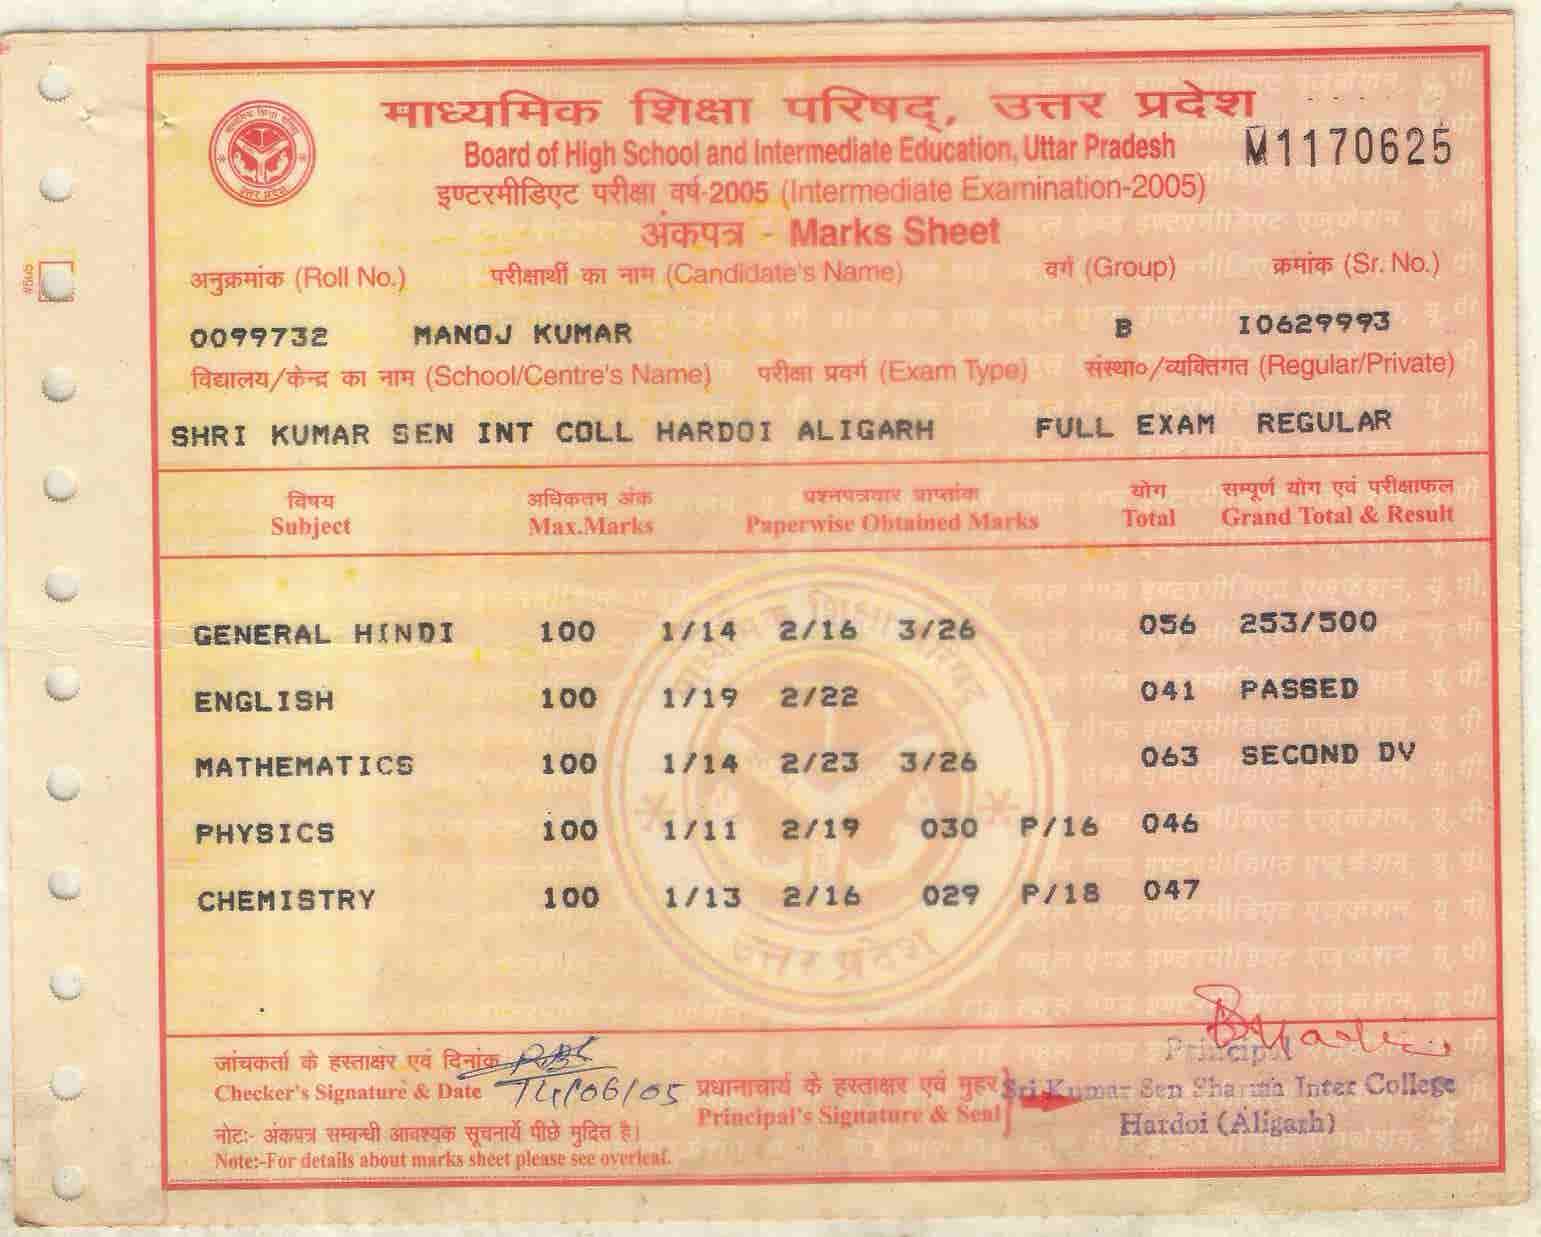 माध्यमिक शिक्षा परिषद्, उत्तर प्रदेश
Board of High School and Intermediate Education, Uttar Pradesh
M1170625
इण्टरमीडिएट परीक्षा वर्ष-2005 (Intermediate Examination-2005)
अंकपत्र - Marks Sheet
अनुक्रमांक (Roll No.) परीक्षार्थी का नाम (Candidate's Name) वर्ग (Group) क्रमांक (Sr. No.)
0099732 MANOJ KUMAR B I0629993
विद्यालय/केन्द्र का नाम (School/Centre's Name) परीक्षा प्रवर्ग (Exam Type) संस्था०/व्यक्तिगत (Regular/Private)
SHRI KUMAR SEN INT COLL HARDOI ALIGARH FULL EXAM REGULAR
विषय अधिकतम अंक प्रश्नपत्रवार प्राप्तांक योग सम्पूर्ण योग एवं परीक्षाफल
Subject Max.Marks Paperwise Obtained Marks Total Grand Total & Result
GENERAL HINDI 100 1/14 2/16 3/26 056 253/500
ENGLISH 100 1/19 2/22 041 PASSED
MATHEMATICS 100 1/14 2/23 3/26 063 SECOND DV
PHYSICS 100 1/11 2/19 030 P/16 046
CHEMISTRY 100 1/13 2/16 029 P/18 047
उत्तर प्रदेश
जांचकर्ता के हस्ताक्षर एवं दिनांक
Checker's Signature & Date 14/06/05
प्रधानाचार्य के हस्ताक्षर एवं मुहर
Principal's Signature & Seal
Principal
Sri Kumar Sen Sharma Inter College
Hardoi (Aligarh)
नोट:- अंकपत्र सम्बन्धी आवश्यक सूचनायें पीछे मुद्रित है।
Note:-For details about marks sheet please see overleaf.